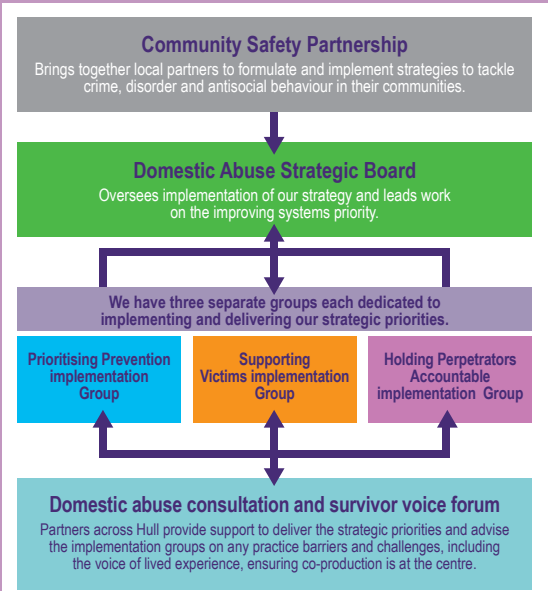 Community Safety Partnership
Brings together local partners to formulate and implement strategies to tackle
crime, disorder and antisocial behaviour in their communities.
Domestic Abuse Strategic Board
Oversees implementation of our strategy and leads work
on the improving systems priority.
We have three separate groups each dedicated to
implementing and delivering our strategic priorities.
Prioritising Prevention
implementation
Group
Supporting
Victims implementation
Group
Holding Perpetrators
Accountable
implementation Group
Domestic abuse consultation and survivor voice forum
Partners across Hull provide support to deliver the strategic priorities and advise
the implementation groups on any practice barriers and challenges, including
the voice of lived experience, ensuring co-production is at the centre.